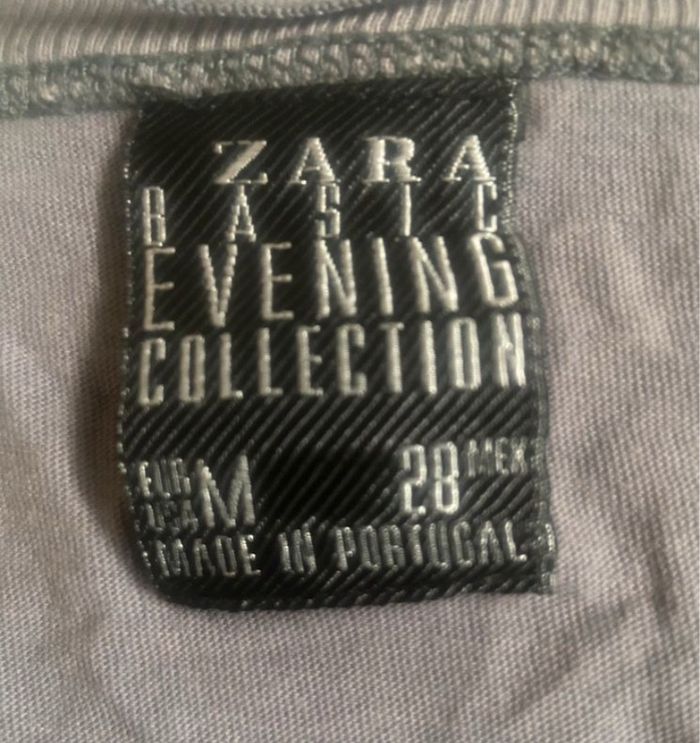 ZARA
BASIC
EVENING
COLLECTION
EUR USA M 28 MEX
MADE IN PORTUGAL